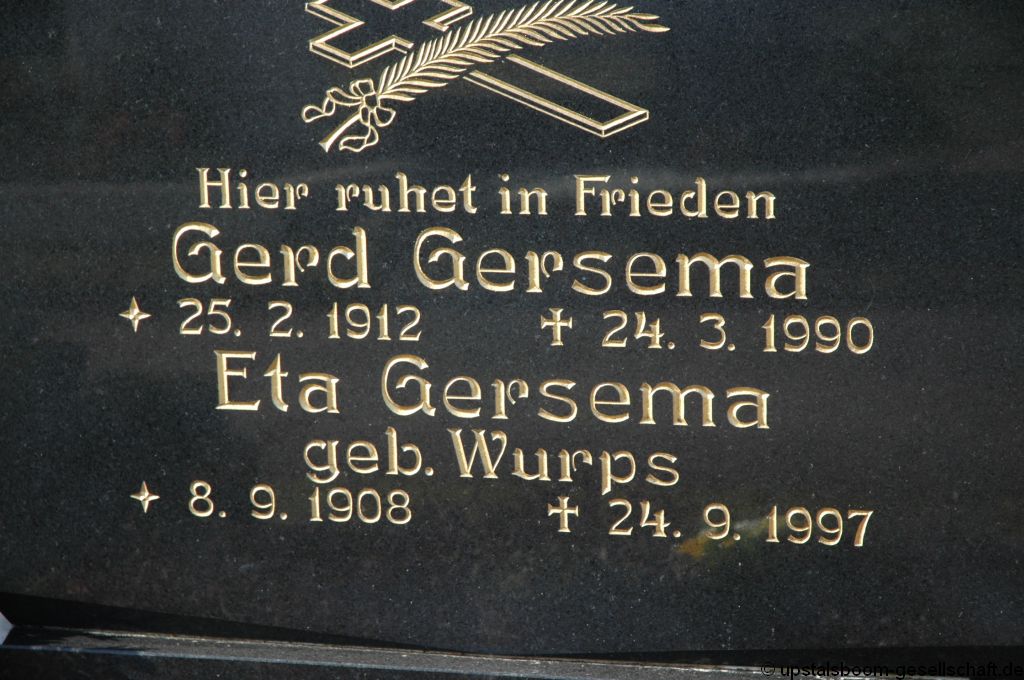 Hier ruhet in Frieden
Gerd Gersema
25. 2. 1912 † 24. 3. 1990
Eta Gersema
geb. Wurps
8. 9. 1908 † 24. 9. 1997
© upstalsboom-gesellschaft.de